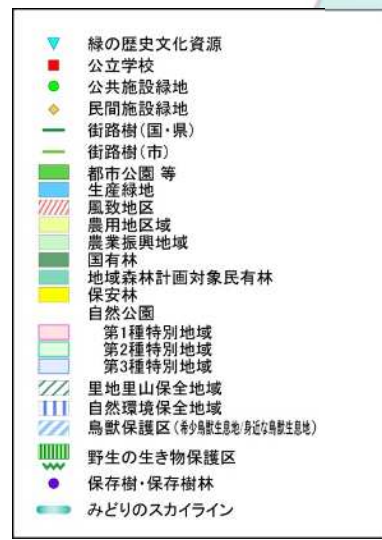 緑の歴史文化資源
公立学校
公共施設緑地
民間施設緑地
街路樹(国・県)
街路樹(市)
都市公園 等
生産緑地
風致地区
農用地区域
農業振興地域
国有林
地域森林計画対象民有林
保安林
自然公園
第1種特別地域
第2種特別地域
第3種特別地域
里地里山保全地域
自然環境保全地域
鳥獣保護区(希少鳥獣生息地/身近な鳥獣生息地)
野生の生き物保護区
保存樹・保存樹林
みどりのスカイライン